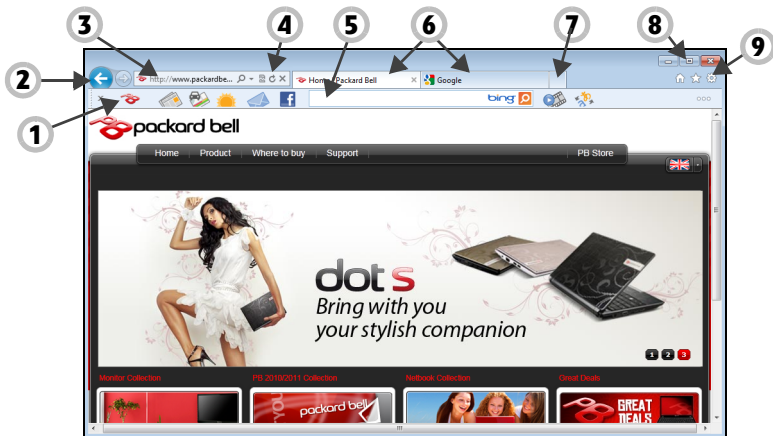 3 4 5 6 7 8 9
2
1
http://www.packardbe...
Home - Packard Bell
Google
bing
packard bell
Home Product Where to buy Support PB Store
dot s
Bring with you
your stylish companion
1 2 3
Monitor Collection PB 2010/2011 Collection Netbook Collection Great Deals
packard bell
GREAT
DEALS